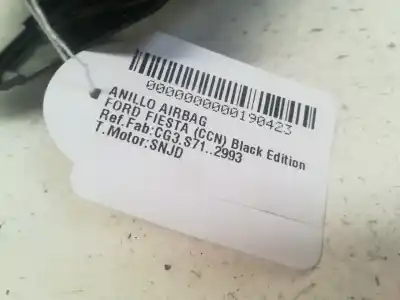 0000000000190423
ANILLO AIRBAG
FORD FIESTA (CCN) Black Edition
Ref.Fab:CG3.S71..2993
T.Motor:SNJD